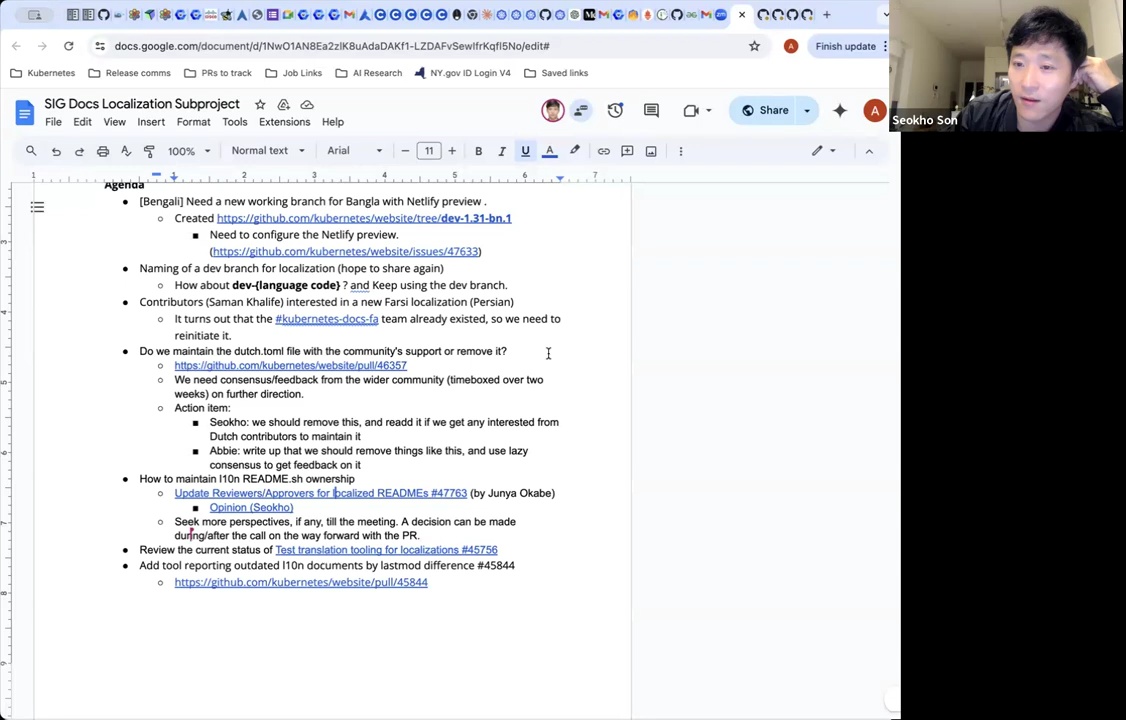 docs.google.com/document/d/1NwO1AN8Ea2zlK8uAdaDAKf1-LZDAFvSewlfrKqfl5No/edit#
Finish update
Kubernetes
Release comms
PRs to track
Job Links
AI Research
NY.gov ID Login V4
Saved links
Seokho Son
SIG Docs Localization Subproject
File Edit View Insert Format Tools Extensions Help
Share
A
100%
Normal text
Arial
11
B I U A
1 1 2 3 4 5 6 7
Agenda
[Bengali] Need a new working branch for Bangla with Netlify preview .
Created https://github.com/kubernetes/website/tree/dev-1.31-bn.1
Need to configure the Netlify preview.
(https://github.com/kubernetes/website/issues/47633)
Naming of a dev branch for localization (hope to share again)
How about dev-{language code} ? and Keep using the dev branch.
Contributors (Saman Khalife) interested in a new Farsi localization (Persian)
It turns out that the #kubernetes-docs-fa team already existed, so we need to
reinitiate it.
Do we maintain the dutch.toml file with the community's support or remove it?
https://github.com/kubernetes/website/pull/46357
We need consensus/feedback from the wider community (timeboxed over two
weeks) on further direction.
Action item:
Seokho: we should remove this, and readd it if we get any interested from
Dutch contributors to maintain it
Abbie: write up that we should remove things like this, and use lazy
consensus to get feedback on it
How to maintain l10n README.sh ownership
Update Reviewers/Approvers for localized READMEs #47763 (by Junya Okabe)
Opinion (Seokho)
Seek more perspectives, if any, till the meeting. A decision can be made
during/after the call on the way forward with the PR.
Review the current status of Test translation tooling for localizations #45756
Add tool reporting outdated l10n documents by lastmod difference #45844
https://github.com/kubernetes/website/pull/45844